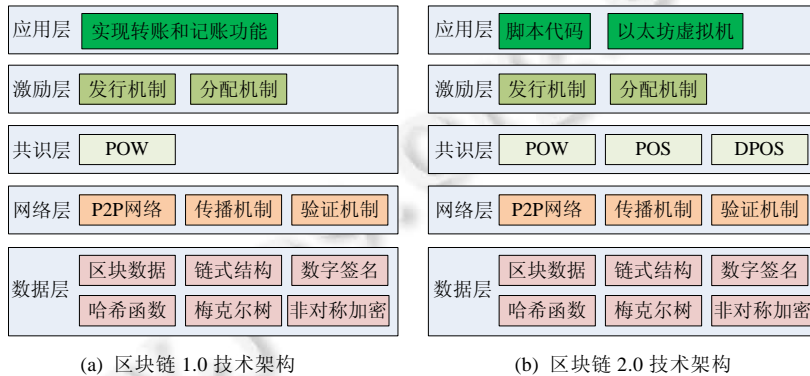 应用层 实现转账和记账功能
激励层 发行机制 分配机制
共识层 POW
网络层 P2P网络 传播机制 验证机制
数据层 区块数据 链式结构 数字签名
哈希函数 梅克尔树 非对称加密
(a) 区块链 1.0 技术架构
应用层 脚本代码 以太坊虚拟机
激励层 发行机制 分配机制
共识层 POW POS DPOS
网络层 P2P网络 传播机制 验证机制
数据层 区块数据 链式结构 数字签名
哈希函数 梅克尔树 非对称加密
(b) 区块链 2.0 技术架构